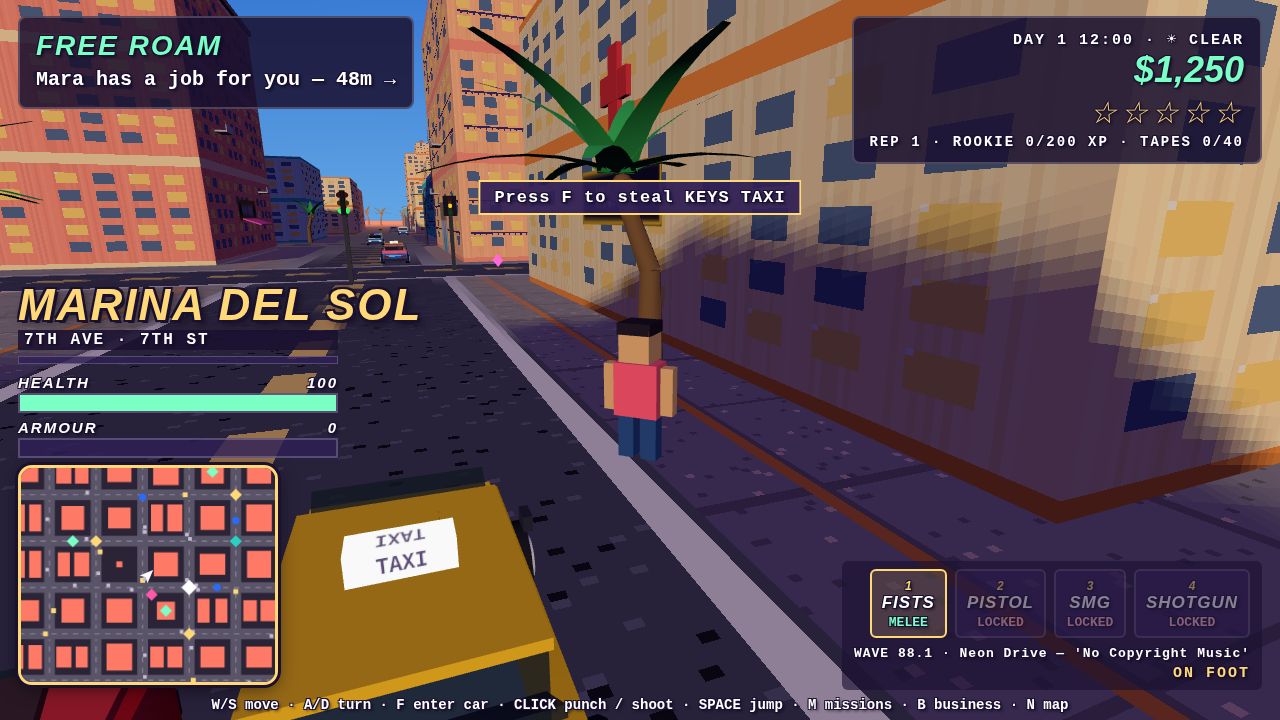 FREE ROAM
Mara has a job for you — 48m →
DAY 1 12:00 · ☀ CLEAR
$1,250
☆☆☆☆☆
REP 1 · ROOKIE 0/200 XP · TAPES 0/40
Press F to steal KEYS TAXI
MARINA DEL SOL
7TH AVE · 7TH ST
HEALTH 100
ARMOUR 0
TAXI
TAXI
1 FISTS MELEE
2 PISTOL LOCKED
3 SMG LOCKED
4 SHOTGUN LOCKED
WAVE 88.1 · Neon Drive — 'No Copyright Music'
ON FOOT
W/S move · A/D turn · F enter car · CLICK punch / shoot · SPACE jump · M missions · B business · N map